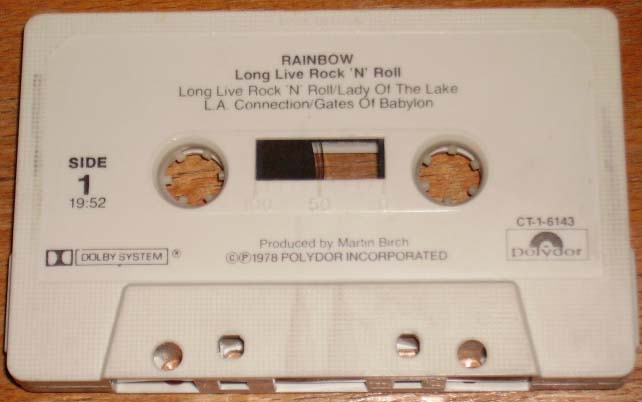 RAINBOW
Long Live Rock 'N' Roll
Long Live Rock 'N' Roll/Lady Of The Lake
L.A. Connection/Gates Of Babylon
SIDE
1
19:52
100 50 0
CT-1-6143
polydor
DOLBY SYSTEM ®
Produced by Martin Birch
©℗1978 POLYDOR INCORPORATED